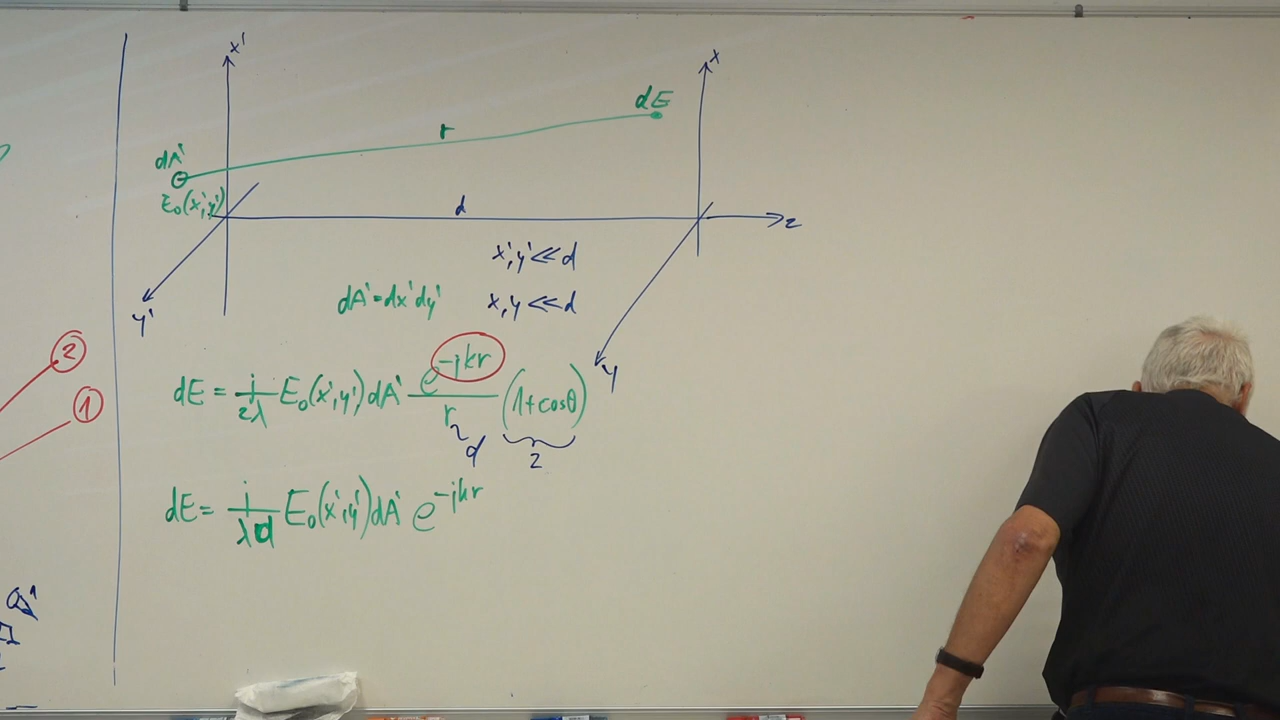 x'
x
dE
r
dA'
E₀(x',y')
d
z
x',y' << d
dA' = dx'dy'
x,y << d
y'
y
②
①
dE = j/2λ E₀(x',y') dA' e^(-jkr)/r (1+cosθ)
≈ d
2
dE = j/λd E₀(x',y') dA' e^(-jkr)